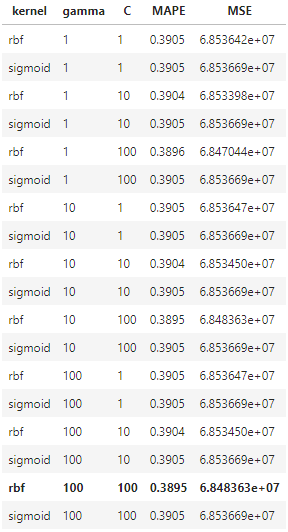 kernel gamma C MAPE MSE
rbf 1 1 0.3905 6.853642e+07
sigmoid 1 1 0.3905 6.853669e+07
rbf 1 10 0.3904 6.853398e+07
sigmoid 1 10 0.3905 6.853669e+07
rbf 1 100 0.3896 6.847044e+07
sigmoid 1 100 0.3905 6.853669e+07
rbf 10 1 0.3905 6.853647e+07
sigmoid 10 1 0.3905 6.853669e+07
rbf 10 10 0.3904 6.853450e+07
sigmoid 10 10 0.3905 6.853669e+07
rbf 10 100 0.3895 6.848363e+07
sigmoid 10 100 0.3905 6.853669e+07
rbf 100 1 0.3905 6.853647e+07
sigmoid 100 1 0.3905 6.853669e+07
rbf 100 10 0.3904 6.853450e+07
sigmoid 100 10 0.3905 6.853669e+07
rbf 100 100 0.3895 6.848363e+07
sigmoid 100 100 0.3905 6.853669e+07